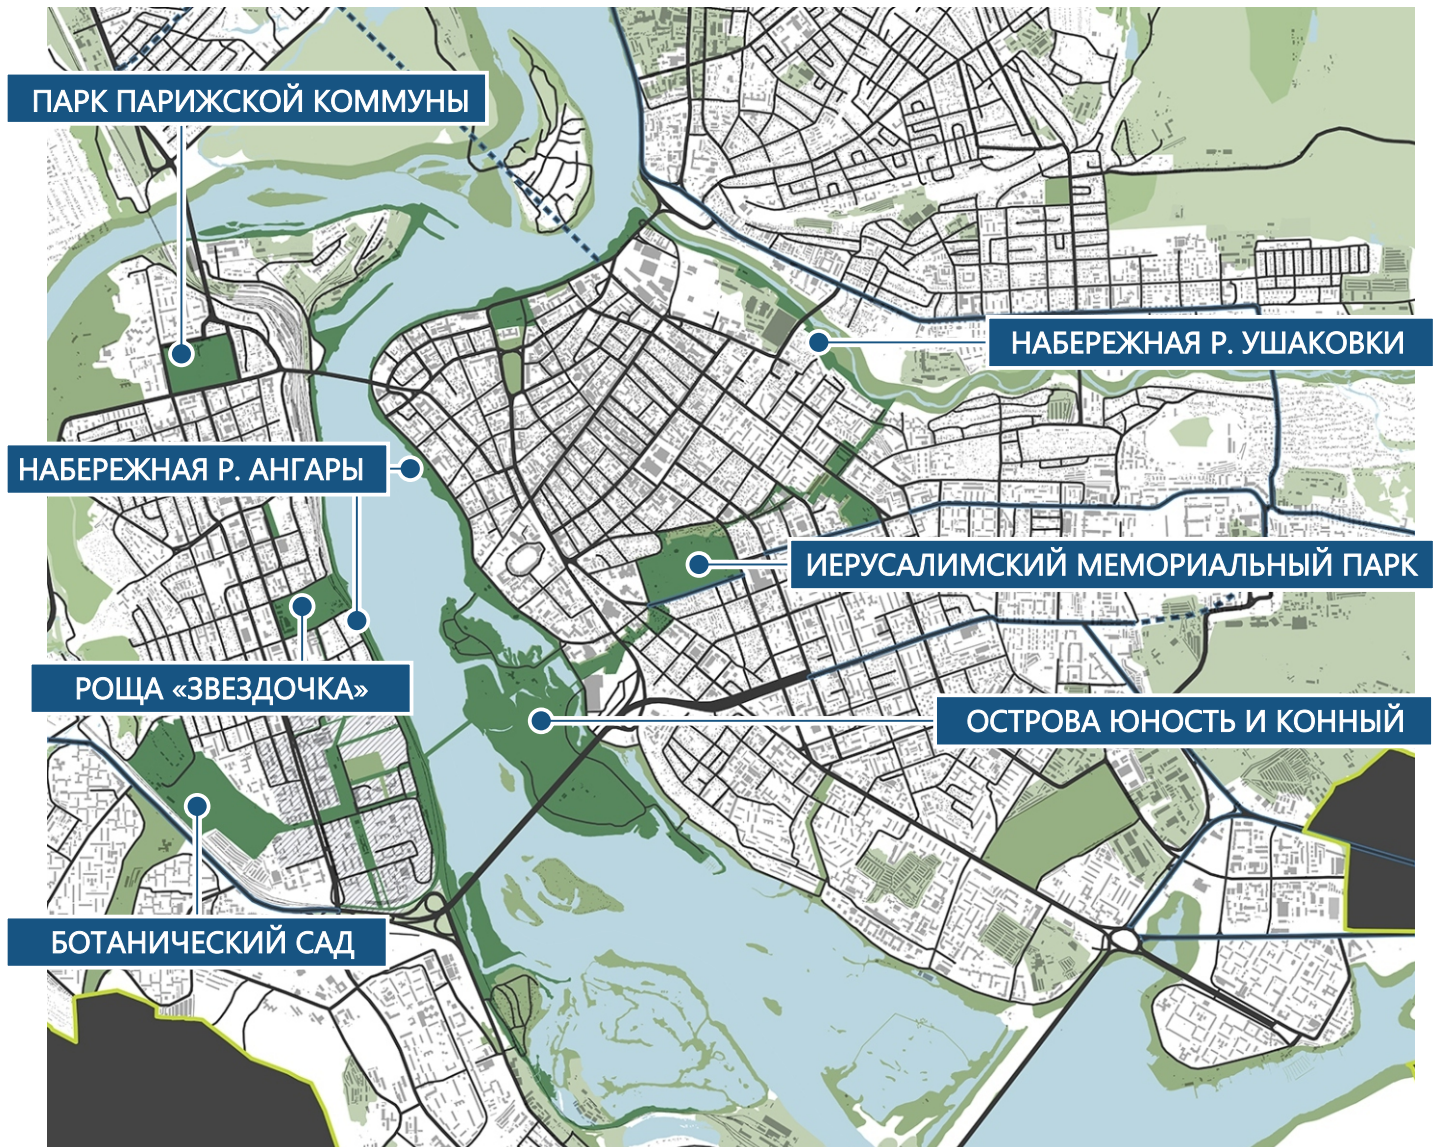 ПАРК ПАРИЖСКОЙ КОММУНЫ
НАБЕРЕЖНАЯ Р. УШАКОВКИ
НАБЕРЕЖНАЯ Р. АНГАРЫ
ИЕРУСАЛИМСКИЙ МЕМОРИАЛЬНЫЙ ПАРК
РОЩА «ЗВЕЗДОЧКА»
ОСТРОВА ЮНОСТЬ И КОННЫЙ
БОТАНИЧЕСКИЙ САД